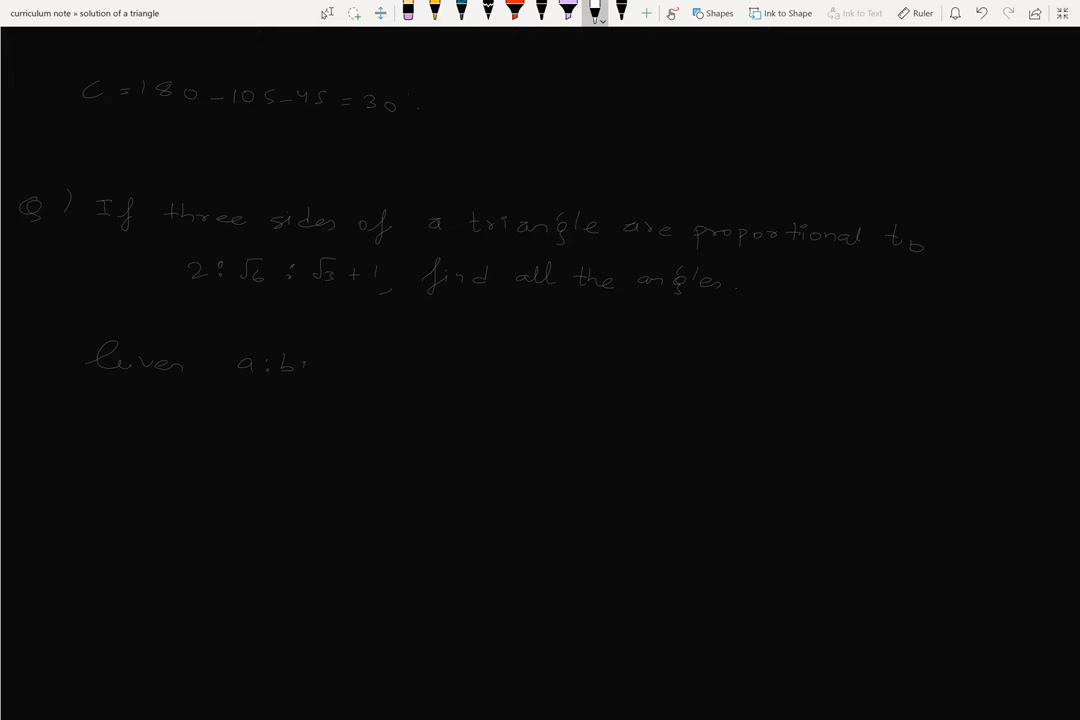 curriculum note » solution of a triangle
Shapes
Ink to Shape
Ink to Text
Ruler
C = 180 - 105 - 45 = 30°.
Q) If three sides of a triangle are proportional to
2 : √6 : √3 + 1, find all the angles.
Given a:b: